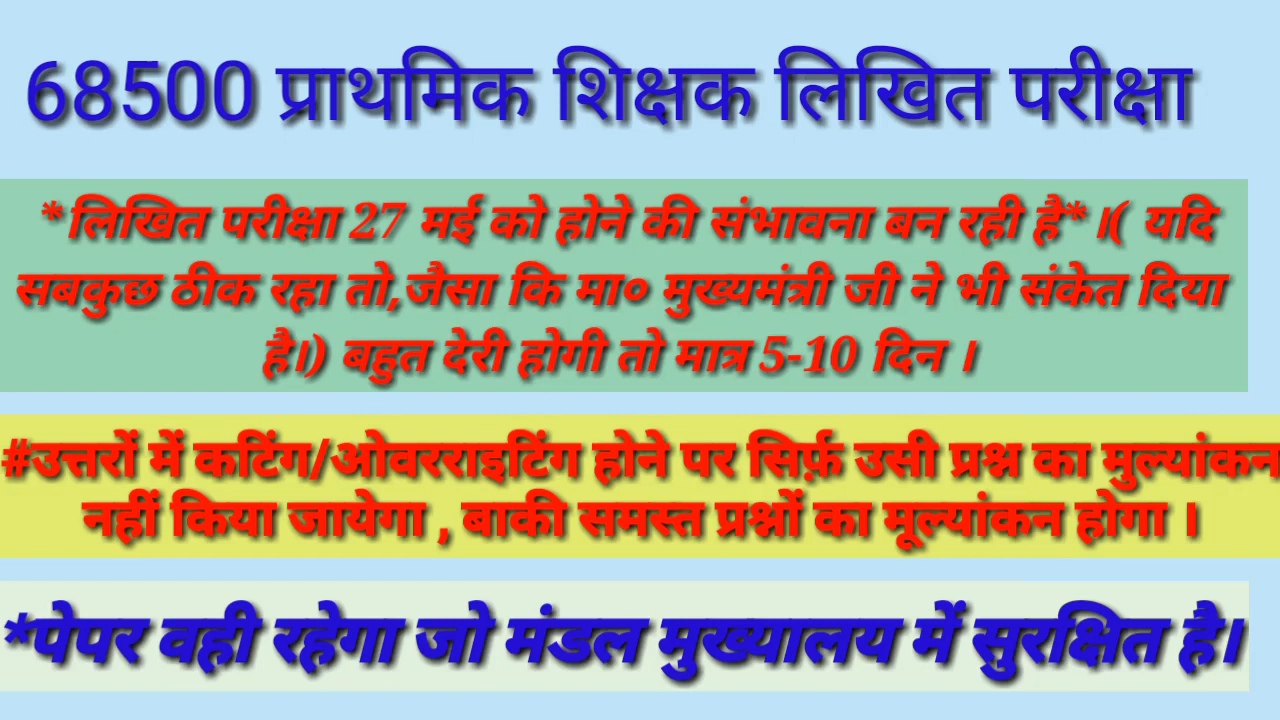 68500 प्राथमिक शिक्षक लिखित परीक्षा
*लिखित परीक्षा 27 मई को होने की संभावना बन रही है*।( यदि
सबकुछ ठीक रहा तो,जैसा कि मा० मुख्यमंत्री जी ने भी संकेत दिया
है।) बहुत देरी होगी तो मात्र 5-10 दिन ।
#उत्तरों में कटिंग/ओवरराइटिंग होने पर सिर्फ़ उसी प्रश्न का मुल्यांकन
नहीं किया जायेगा , बाकी समस्त प्रश्नों का मूल्यांकन होगा ।
*पेपर वही रहेगा जो मंडल मुख्यालय में सुरक्षित है।